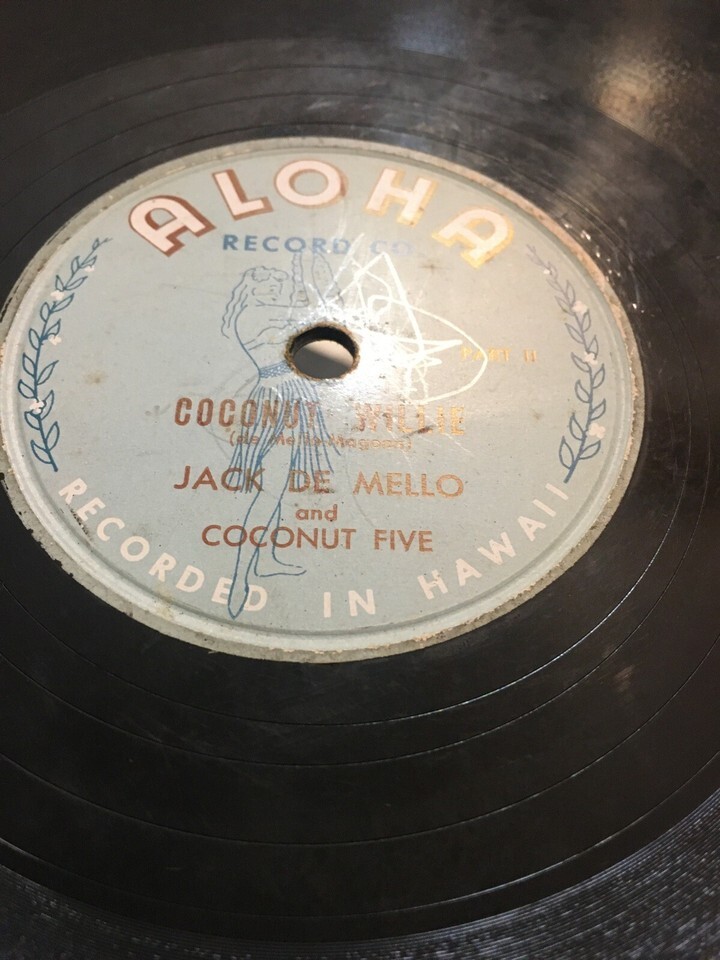 ALOHA
RECORD CO
PART II
COCONUT WILLIE
JACK DE MELLO
and
COCONUT FIVE
RECORDED IN HAWAII